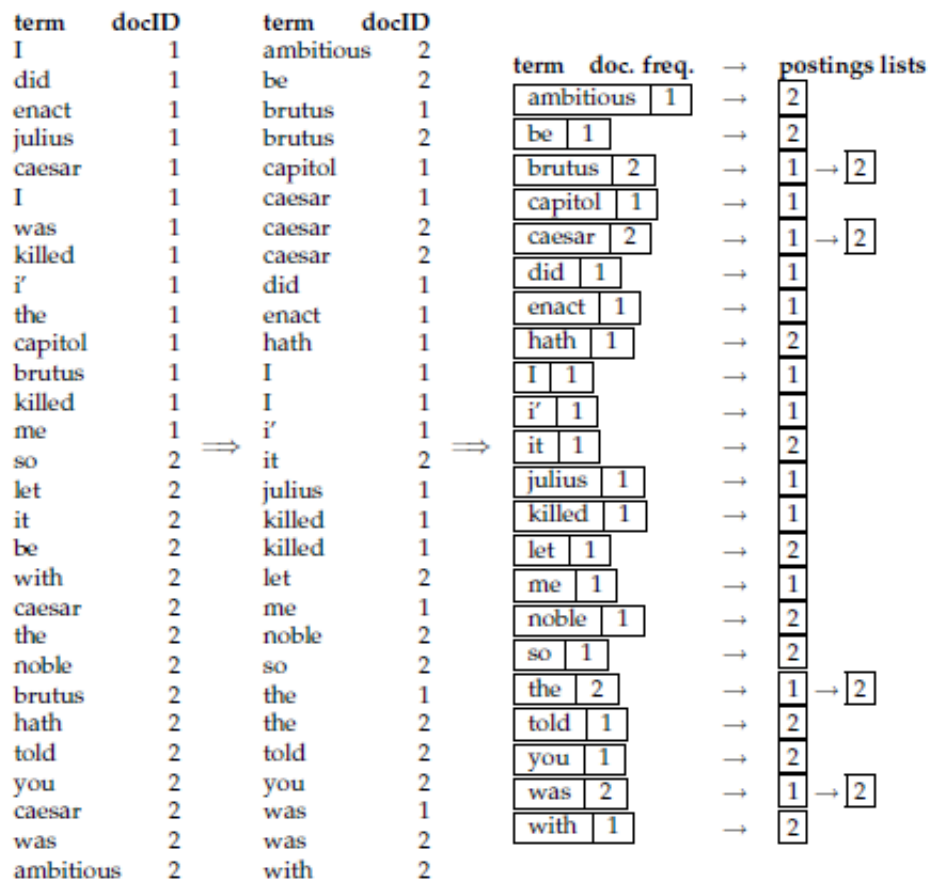 term docID
I 1
did 1
enact 1
julius 1
caesar 1
I 1
was 1
killed 1
i′ 1
the 1
capitol 1
brutus 1
killed 1
me 1
so 2
let 2
it 2
be 2
with 2
caesar 2
the 2
noble 2
brutus 2
hath 2
told 2
you 2
caesar 2
was 2
ambitious 2
⟹
term docID
ambitious 2
be 2
brutus 1
brutus 2
capitol 1
caesar 1
caesar 2
caesar 2
did 1
enact 1
hath 1
I 1
I 1
i′ 1
it 2
julius 1
killed 1
killed 1
let 2
me 1
noble 2
so 2
the 1
the 2
told 2
you 2
was 1
was 2
with 2
⟹
term doc. freq. → postings lists
ambitious 1 → 2
be 1 → 2
brutus 2 → 1 → 2
capitol 1 → 1
caesar 2 → 1 → 2
did 1 → 1
enact 1 → 1
hath 1 → 2
I 1 → 1
i′ 1 → 1
it 1 → 2
julius 1 → 1
killed 1 → 1
let 1 → 2
me 1 → 1
noble 1 → 2
so 1 → 2
the 2 → 1 → 2
told 1 → 2
you 1 → 2
was 2 → 1 → 2
with 1 → 2